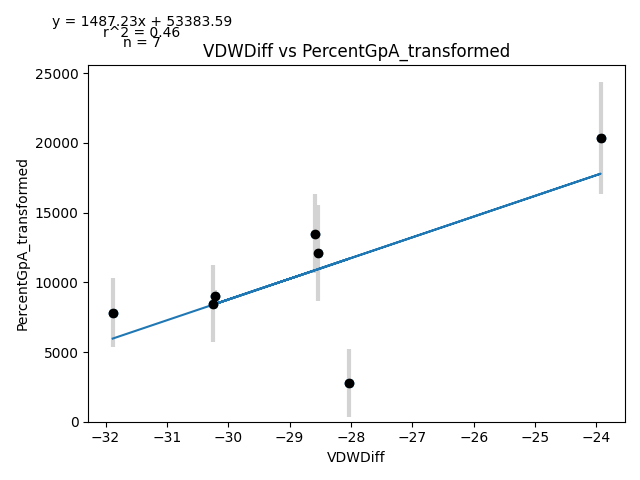 y = 1487.23x + 53383.59
r^2 = 0.46
n = 7
VDWDiff vs PercentGpA_transformed
PercentGpA_transformed
25000
20000
15000
10000
5000
0
−32 −31 −30 −29 −28 −27 −26 −25 −24
VDWDiff